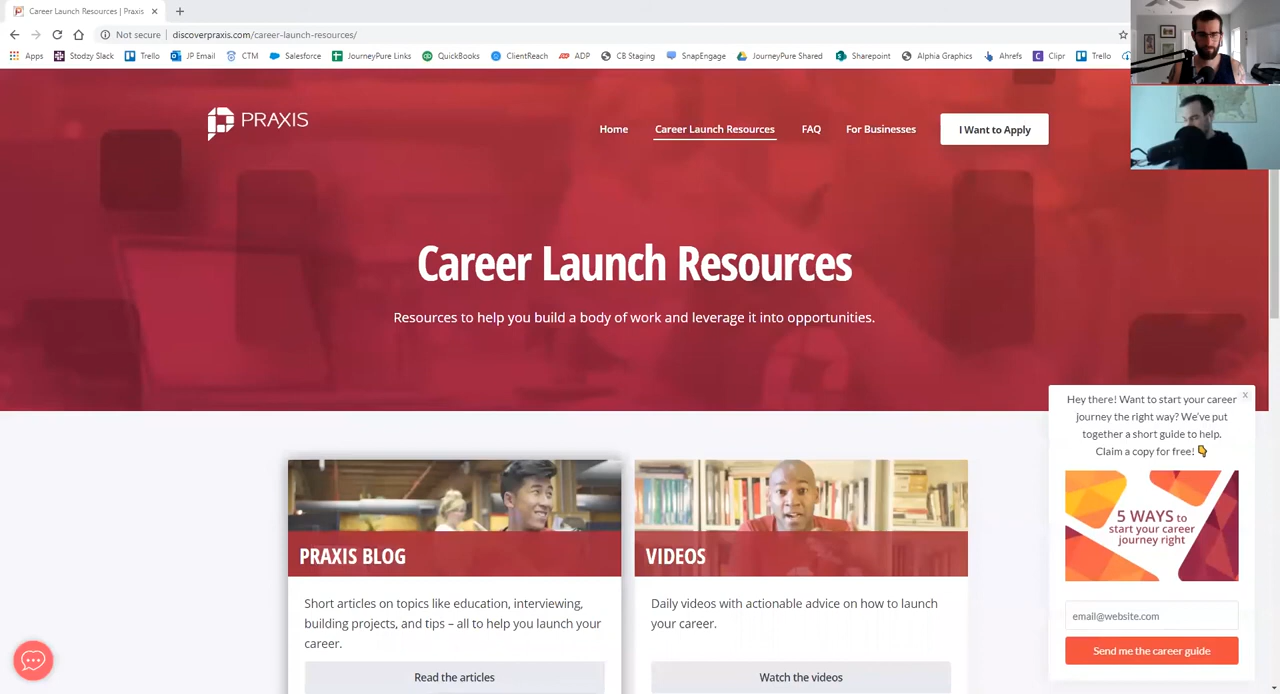 Career Launch Resources | Praxis
Not secure | discoverpraxis.com/career-launch-resources/
Apps Stodzy Slack Trello JP Email CTM Salesforce JourneyPure Links QuickBooks ClientReach ADP CB Staging SnapEngage JourneyPure Shared Sharepoint Alphia Graphics Ahrefs Clipr Trello
PRAXIS
Home Career Launch Resources FAQ For Businesses I Want to Apply
Career Launch Resources
Resources to help you build a body of work and leverage it into opportunities.
PRAXIS BLOG
Short articles on topics like education, interviewing,
building projects, and tips – all to help you launch your
career.
Read the articles
VIDEOS
Daily videos with actionable advice on how to launch
your career.
Watch the videos
Hey there! Want to start your career
journey the right way? We've put
together a short guide to help.
Claim a copy for free! 👇
5 WAYS to
start your career
journey right
email@website.com
Send me the career guide